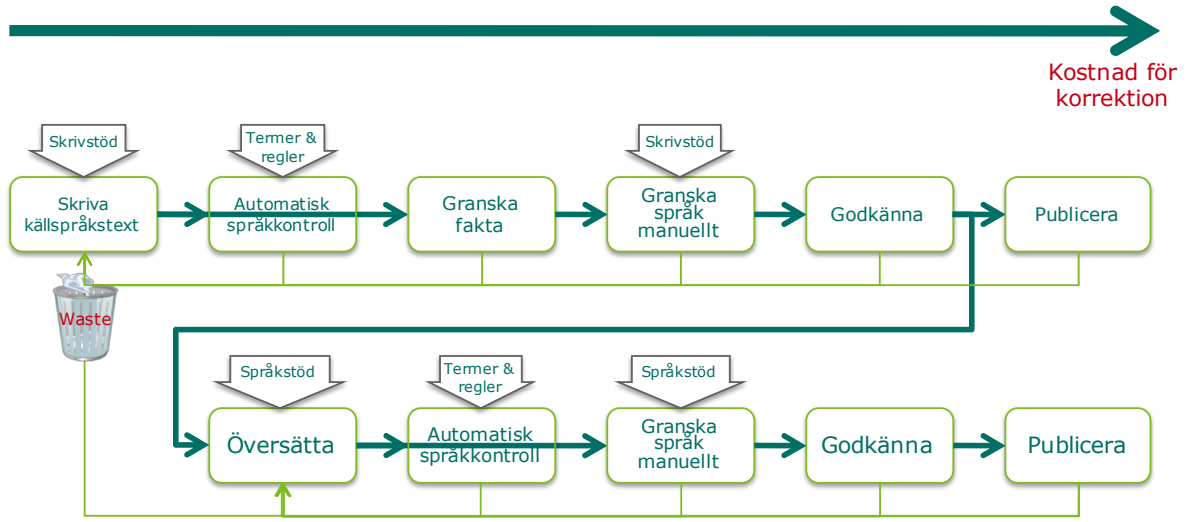 Kostnad för
korrektion
Skrivstöd
Termer &
regler
Skrivstöd
Skriva
källspråkstext
Automatisk
språkkontroll
Granska
fakta
Granska
språk
manuellt
Godkänna
Publicera
Waste
Språkstöd
Termer &
regler
Språkstöd
Översätta
Automatisk
språkkontroll
Granska
språk
manuellt
Godkänna
Publicera